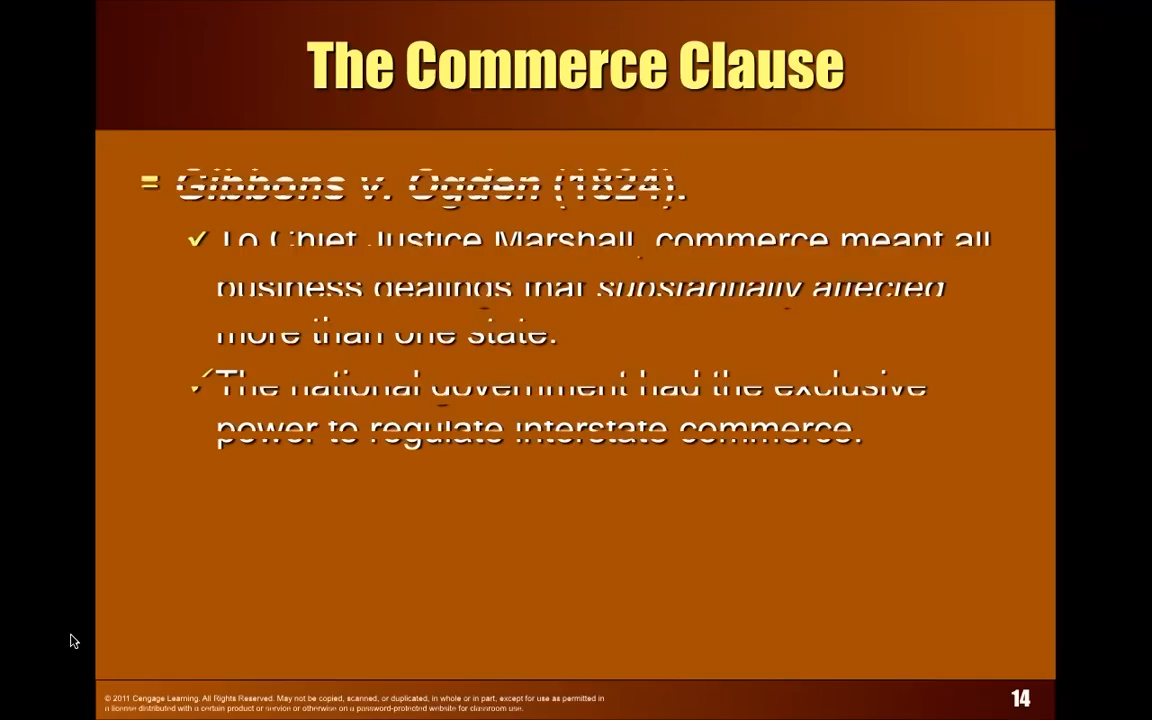 The Commerce Clause
Gibbons v. Ogden (1824).
To Chief Justice Marshall, commerce meant all
business dealings that substantially affected
more than one state.
The national government had the exclusive
power to regulate interstate commerce.
© 2011 Cengage Learning. All Rights Reserved. May not be copied, scanned, or duplicated, in whole or in part, except for use as permitted in
a license distributed with a certain product or service or otherwise on a password-protected website for classroom use.
14